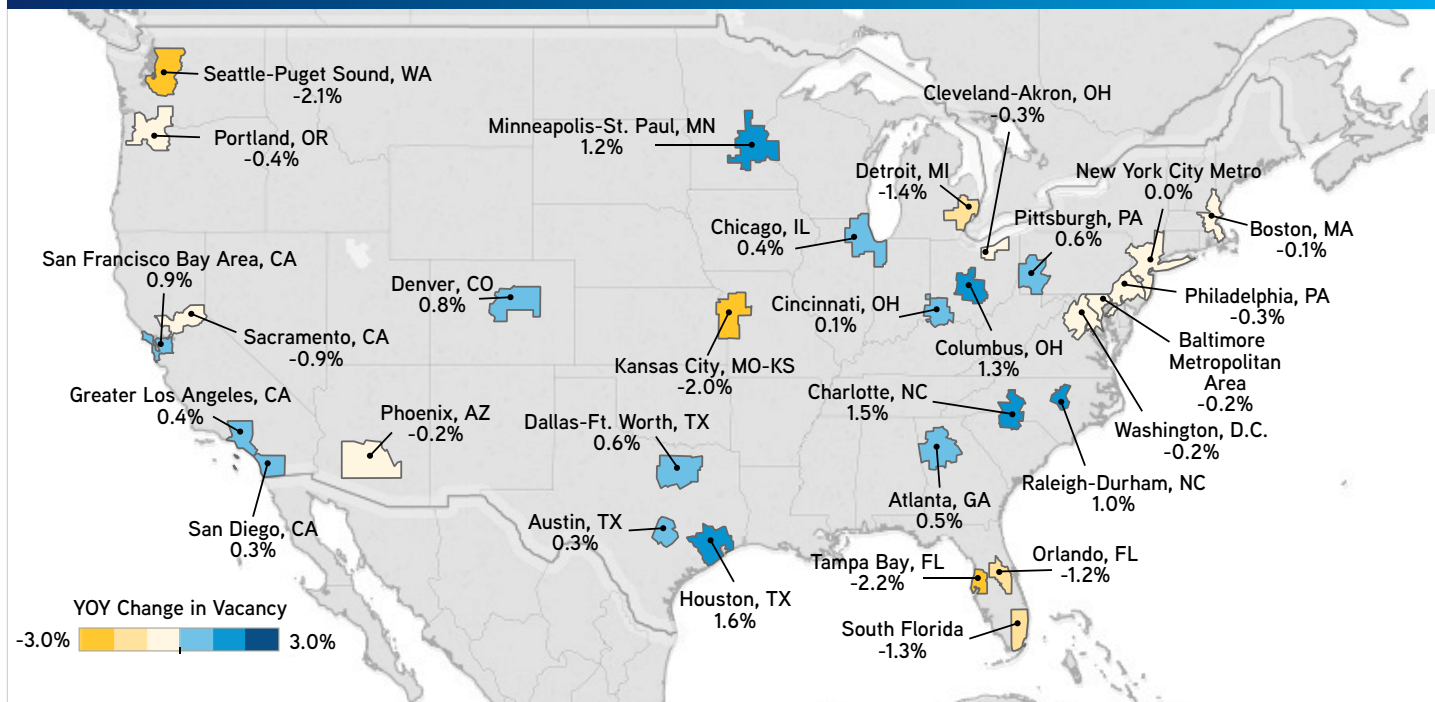 Seattle-Puget Sound, WA
-2.1%
Portland, OR
-0.4%
Minneapolis-St. Paul, MN
1.2%
Cleveland-Akron, OH
-0.3%
Detroit, MI
-1.4%
New York City Metro
0.0%
Chicago, IL
0.4%
Pittsburgh, PA
0.6%
Boston, MA
-0.1%
San Francisco Bay Area, CA
0.9%
Denver, CO
0.8%
Cincinnati, OH
0.1%
Philadelphia, PA
-0.3%
Sacramento, CA
-0.9%
Kansas City, MO-KS
-2.0%
Columbus, OH
1.3%
Baltimore
Metropolitan
Area
-0.2%
Greater Los Angeles, CA
0.4%
Phoenix, AZ
-0.2%
Dallas-Ft. Worth, TX
0.6%
Charlotte, NC
1.5%
Washington, D.C.
-0.2%
San Diego, CA
0.3%
Austin, TX
0.3%
Atlanta, GA
0.5%
Raleigh-Durham, NC
1.0%
Houston, TX
1.6%
Tampa Bay, FL
-2.2%
Orlando, FL
-1.2%
South Florida
-1.3%
YOY Change in Vacancy
-3.0% 3.0%